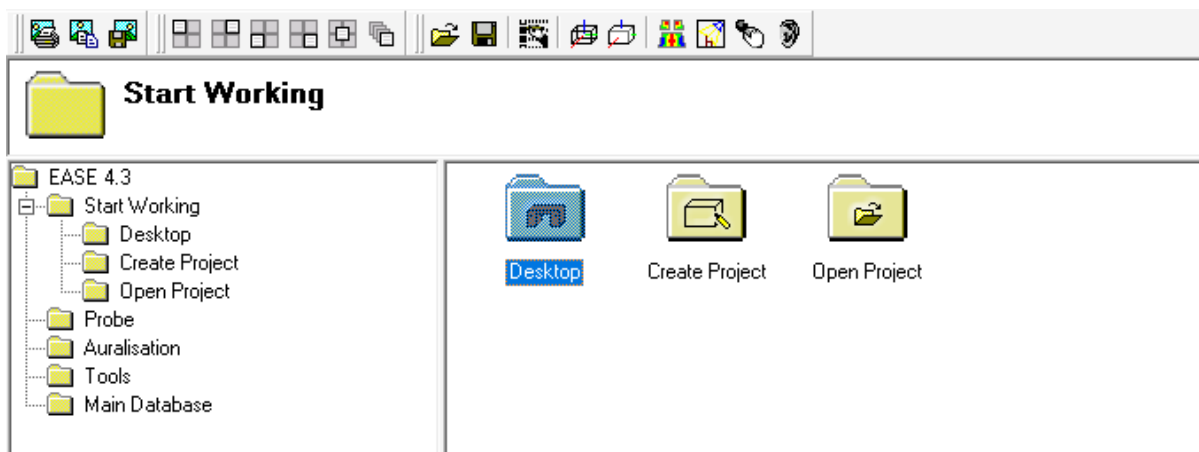 Start Working
EASE 4.3
Start Working
Desktop
Create Project
Open Project
Probe
Auralisation
Tools
Main Database
Desktop
Create Project
Open Project